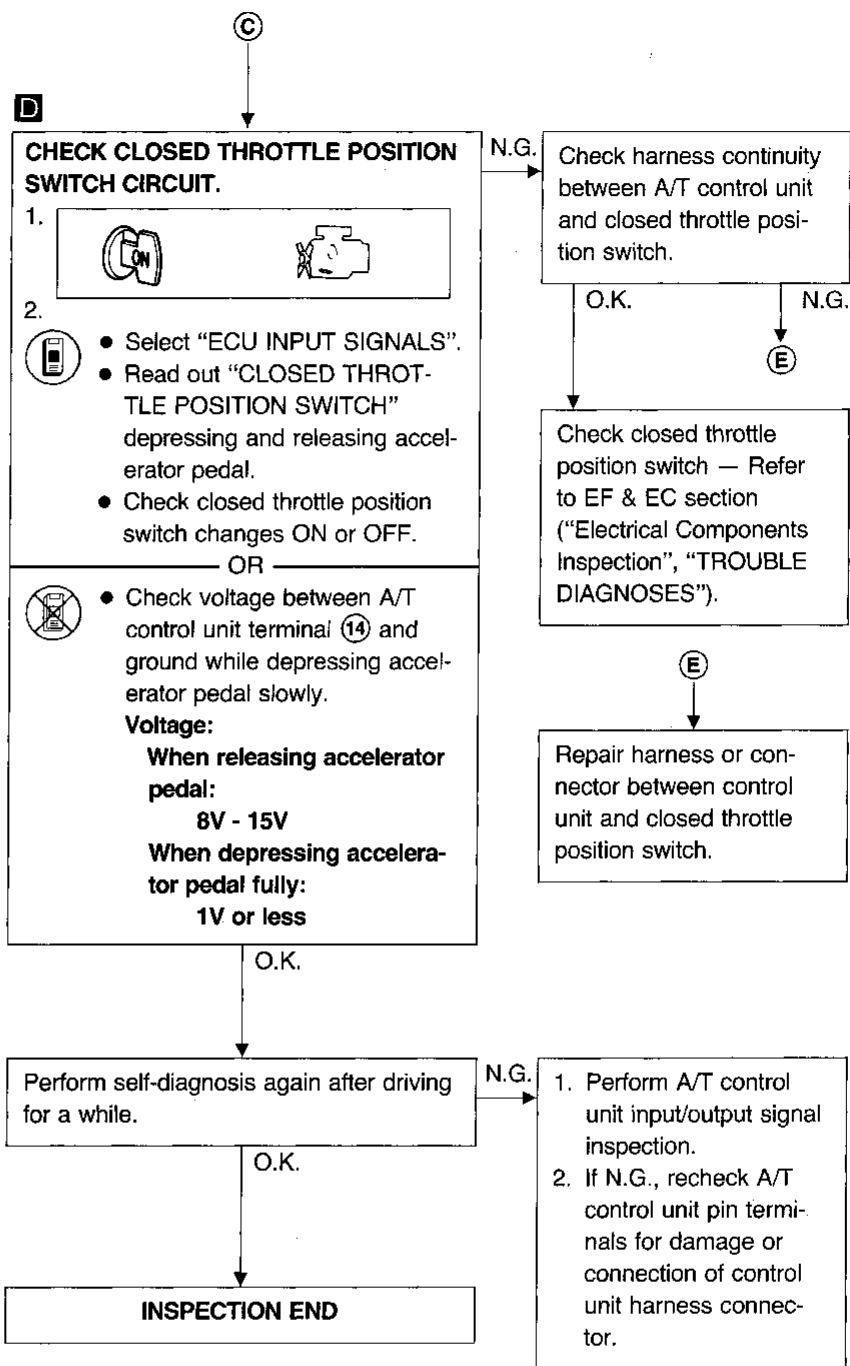 C
D
CHECK CLOSED THROTTLE POSITION
SWITCH CIRCUIT.
1.
ON
2.
● Select “ECU INPUT SIGNALS”.
● Read out “CLOSED THROT-
TLE POSITION SWITCH”
depressing and releasing accel-
erator pedal.
● Check closed throttle position
switch changes ON or OFF.
OR
● Check voltage between A/T
control unit terminal 14 and
ground while depressing accel-
erator pedal slowly.
Voltage:
When releasing accelerator
pedal:
8V - 15V
When depressing accelera-
tor pedal fully:
1V or less
N.G.
Check harness continuity
between A/T control unit
and closed throttle posi-
tion switch.
O.K.
N.G.
E
Check closed throttle
position switch — Refer
to EF & EC section
(“Electrical Components
Inspection”, “TROUBLE
DIAGNOSES”).
E
Repair harness or con-
nector between control
unit and closed throttle
position switch.
O.K.
Perform self-diagnosis again after driving
for a while.
N.G.
1. Perform A/T control
unit input/output signal
inspection.
2. If N.G., recheck A/T
control unit pin termi-
nals for damage or
connection of control
unit harness connec-
tor.
O.K.
INSPECTION END